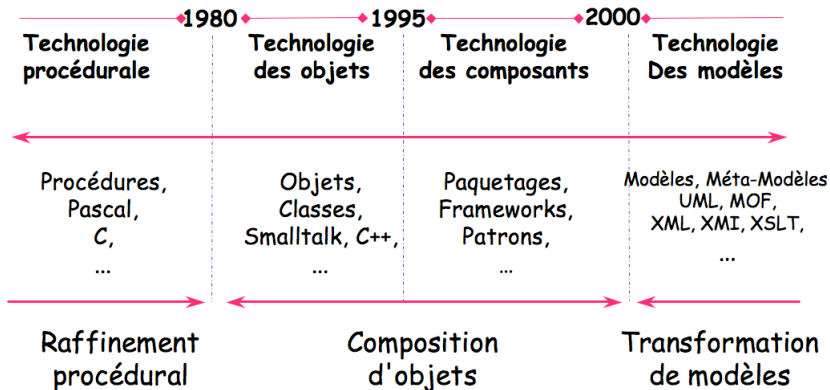 1980 1995 2000
Technologie procédurale
Technologie des objets
Technologie des composants
Technologie Des modèles
Procédures,
Pascal,
C,
...
Objets,
Classes,
Smalltalk, C++,
...
Paquetages,
Frameworks,
Patrons,
...
Modèles, Méta-Modèles
UML, MOF,
XML, XMI, XSLT,
...
Raffinement
procédural
Composition
d'objets
Transformation
de modèles